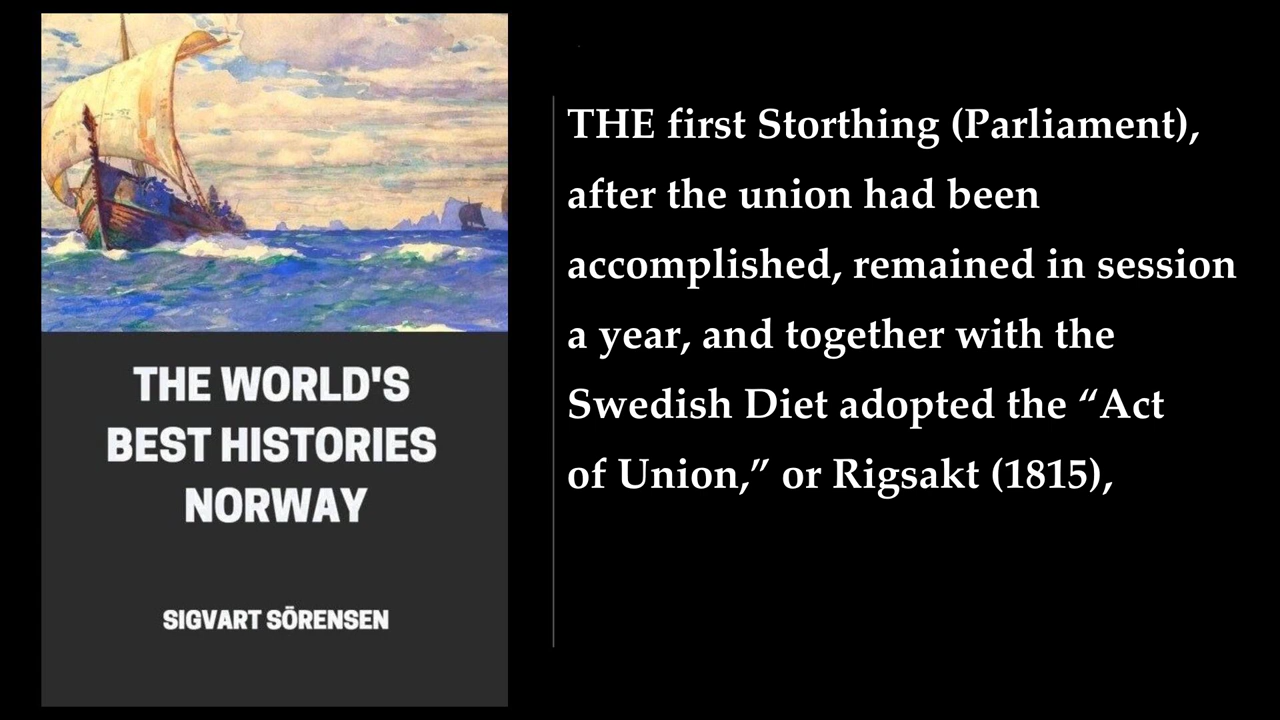 THE WORLD'S
BEST HISTORIES
NORWAY
SIGVART SÖRENSEN
THE first Storthing (Parliament),
after the union had been
accomplished, remained in session
a year, and together with the
Swedish Diet adopted the “Act
of Union,” or Rigsakt (1815),